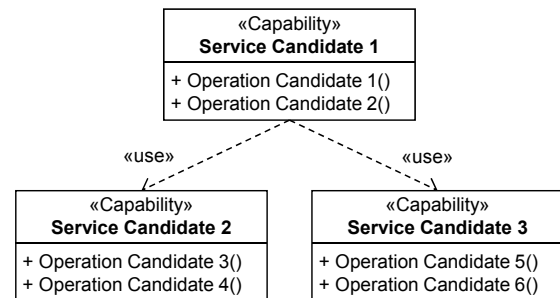 «Capability»
Service Candidate 1
+ Operation Candidate 1()
+ Operation Candidate 2()
«use»
«use»
«Capability»
Service Candidate 2
+ Operation Candidate 3()
+ Operation Candidate 4()
«Capability»
Service Candidate 3
+ Operation Candidate 5()
+ Operation Candidate 6()